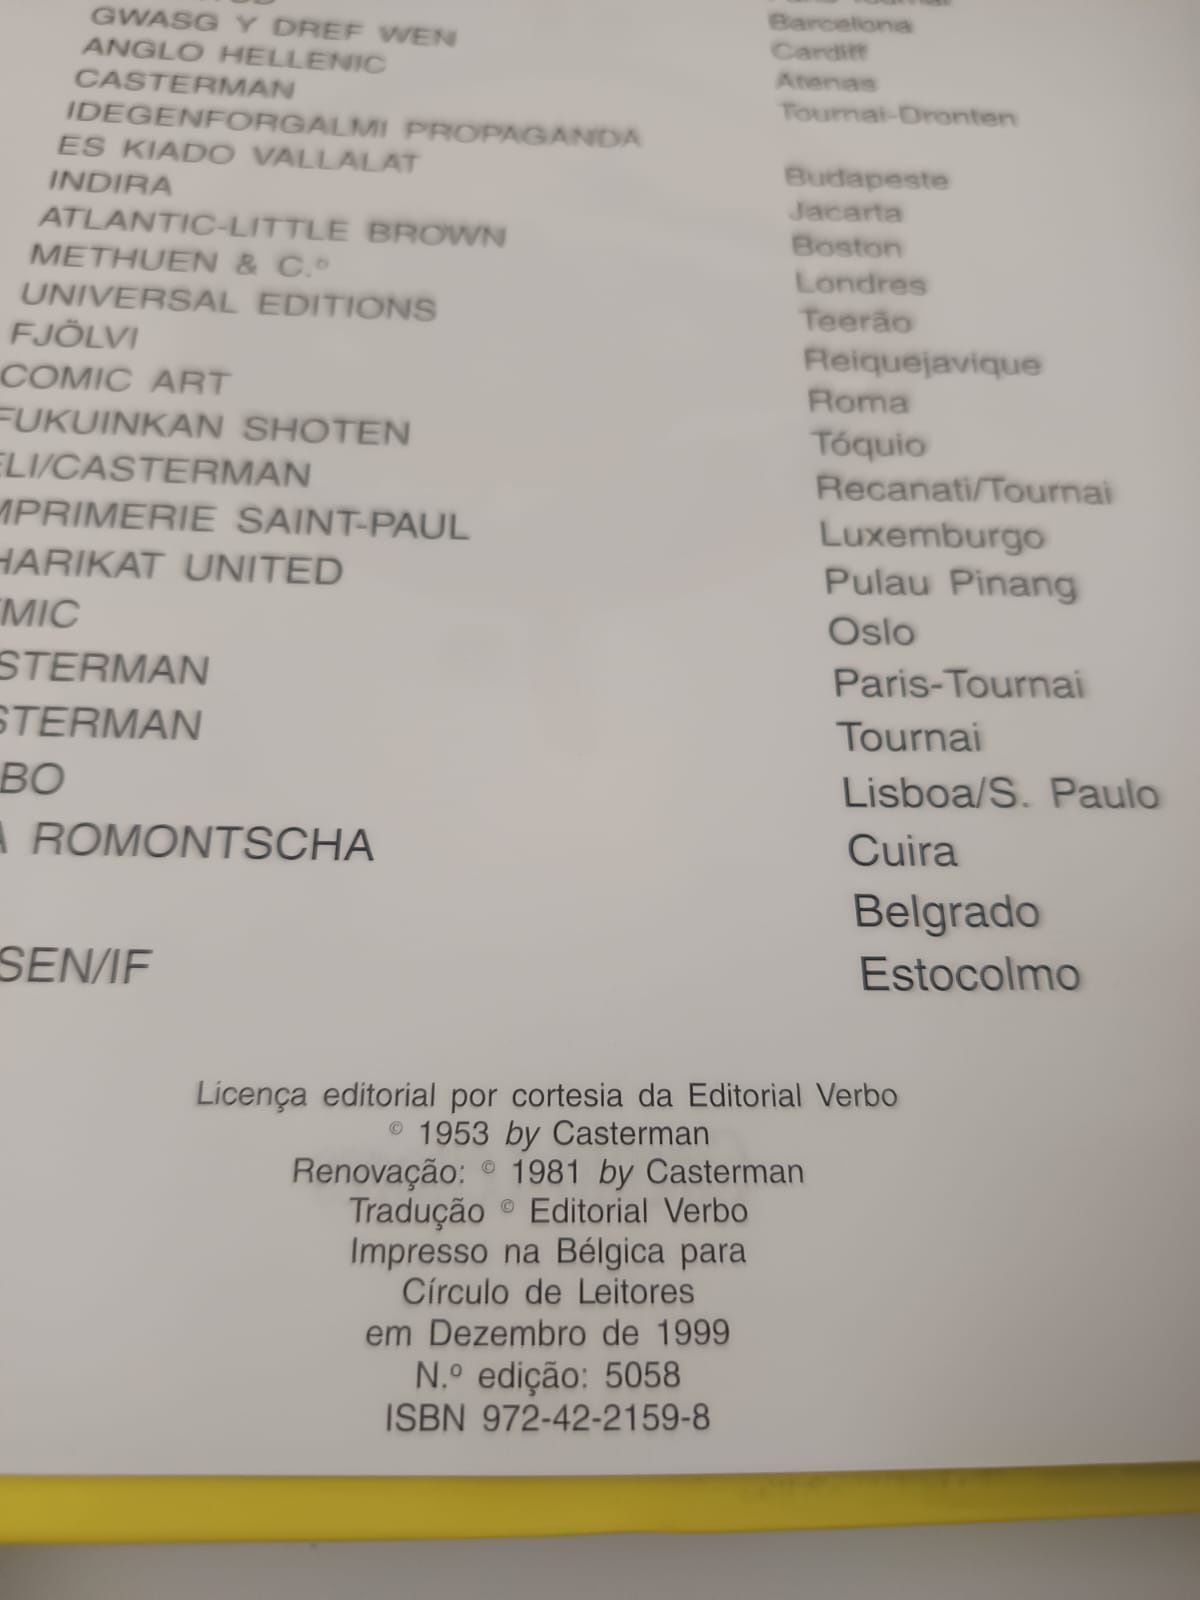 GWASG Y DREF WEN Barcelona
ANGLO HELLENIC Cardiff
CASTERMAN Atenas
IDEGENFORGALMI PROPAGANDA Tournai-Dronten
ES KIADO VALLALAT Budapeste
INDIRA Jacarta
ATLANTIC-LITTLE BROWN Boston
METHUEN & C.º Londres
UNIVERSAL EDITIONS Teerão
FJÖLVI Reiquejavique
COMIC ART Roma
FUKUINKAN SHOTEN Tóquio
ELI/CASTERMAN Recanati/Tournai
MPRIMERIE SAINT-PAUL Luxemburgo
HARIKAT UNITED Pulau Pinang
MIC Oslo
STERMAN Paris-Tournai
STERMAN Tournai
BO Lisboa/S. Paulo
A ROMONTSCHA Cuira
Belgrado
SEN/IF Estocolmo
Licença editorial por cortesia da Editorial Verbo
© 1953 by Casterman
Renovação: © 1981 by Casterman
Tradução © Editorial Verbo
Impresso na Bélgica para
Círculo de Leitores
em Dezembro de 1999
N.º edição: 5058
ISBN 972-42-2159-8